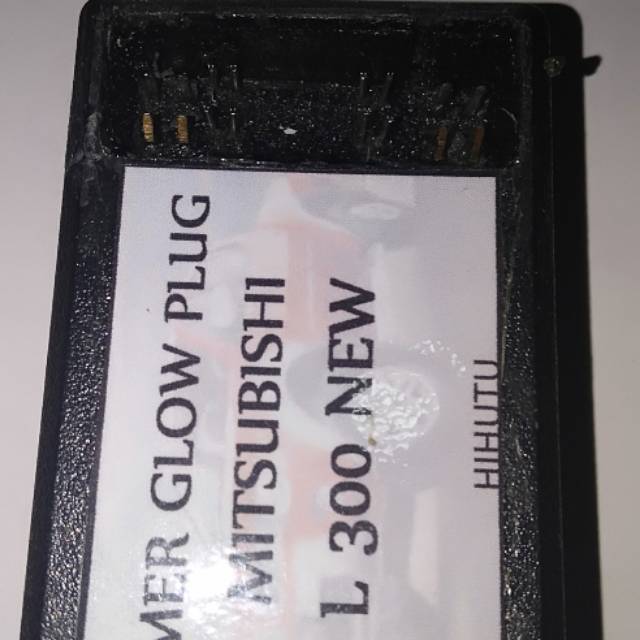 MER GLOW PLUG
MITSUBISHI
L 300 NEW
HIHUTU